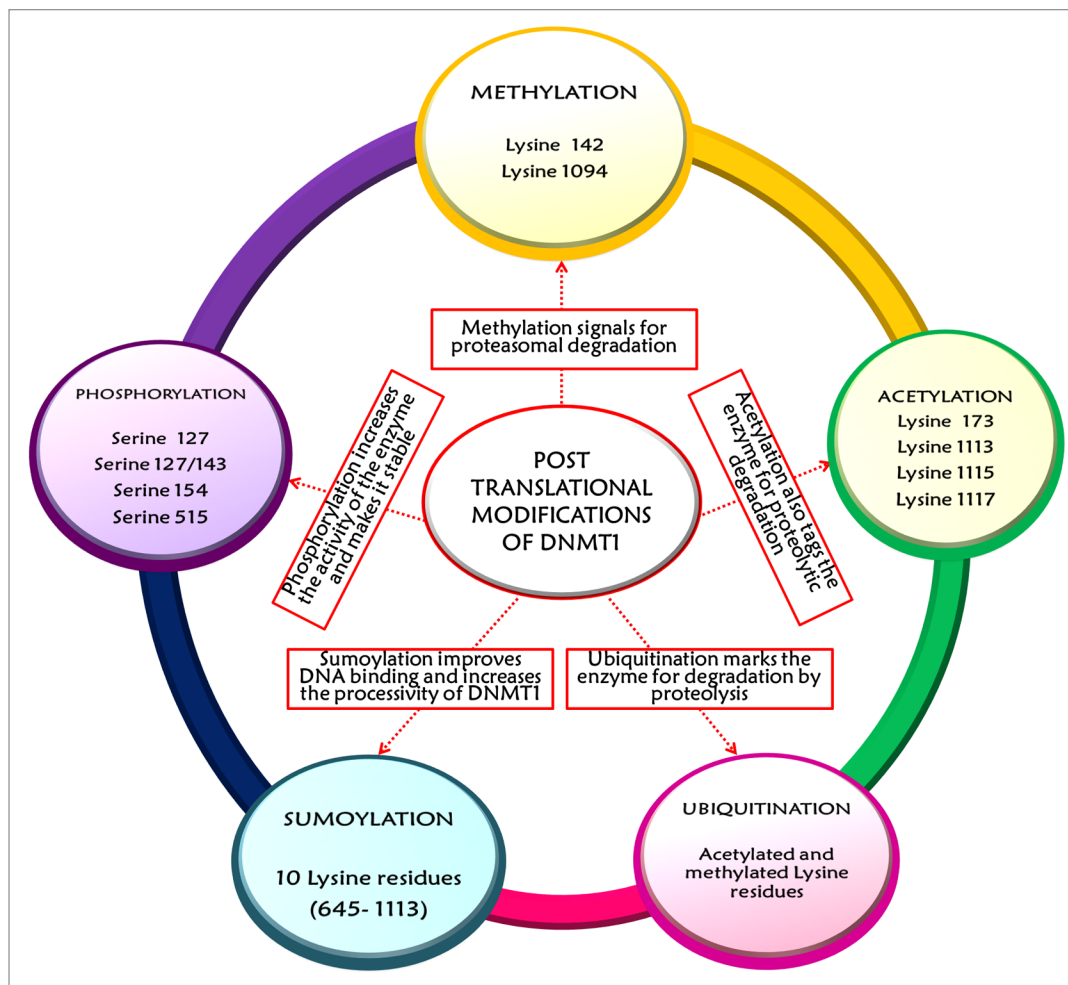 METHYLATION
Lysine 142
Lysine 1094
Methylation signals for
proteasomal degradation
PHOSPHORYLATION
Serine 127
Serine 127/143
Serine 154
Serine 515
Phosphorylation increases
the activity of the enzyme
and makes it stable
POST
TRANSLATIONAL
MODIFICATIONS
OF DNMT1
Acetylation also tags the
enzyme for proteolytic
degradation
ACETYLATION
Lysine 173
Lysine 1113
Lysine 1115
Lysine 1117
Sumoylation improves
DNA binding and increases
the processivity of DNMT1
Ubiquitination marks the
enzyme for degradation by
proteolysis
SUMOYLATION
10 Lysine residues
(645- 1113)
UBIQUITINATION
Acetylated and
methylated Lysine
residues